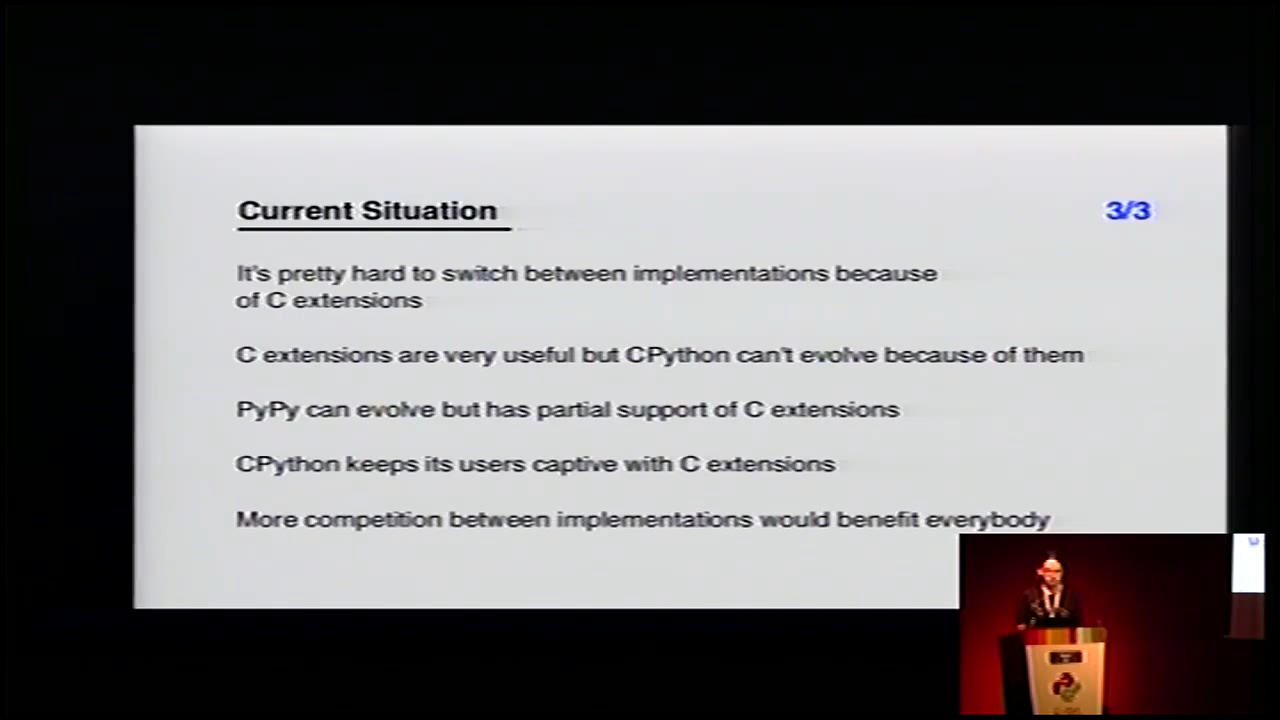 Current Situation
3/3
It's pretty hard to switch between implementations because
of C extensions
C extensions are very useful but CPython can't evolve because of them
PyPy can evolve but has partial support of C extensions
CPython keeps its users captive with C extensions
More competition between implementations would benefit everybody